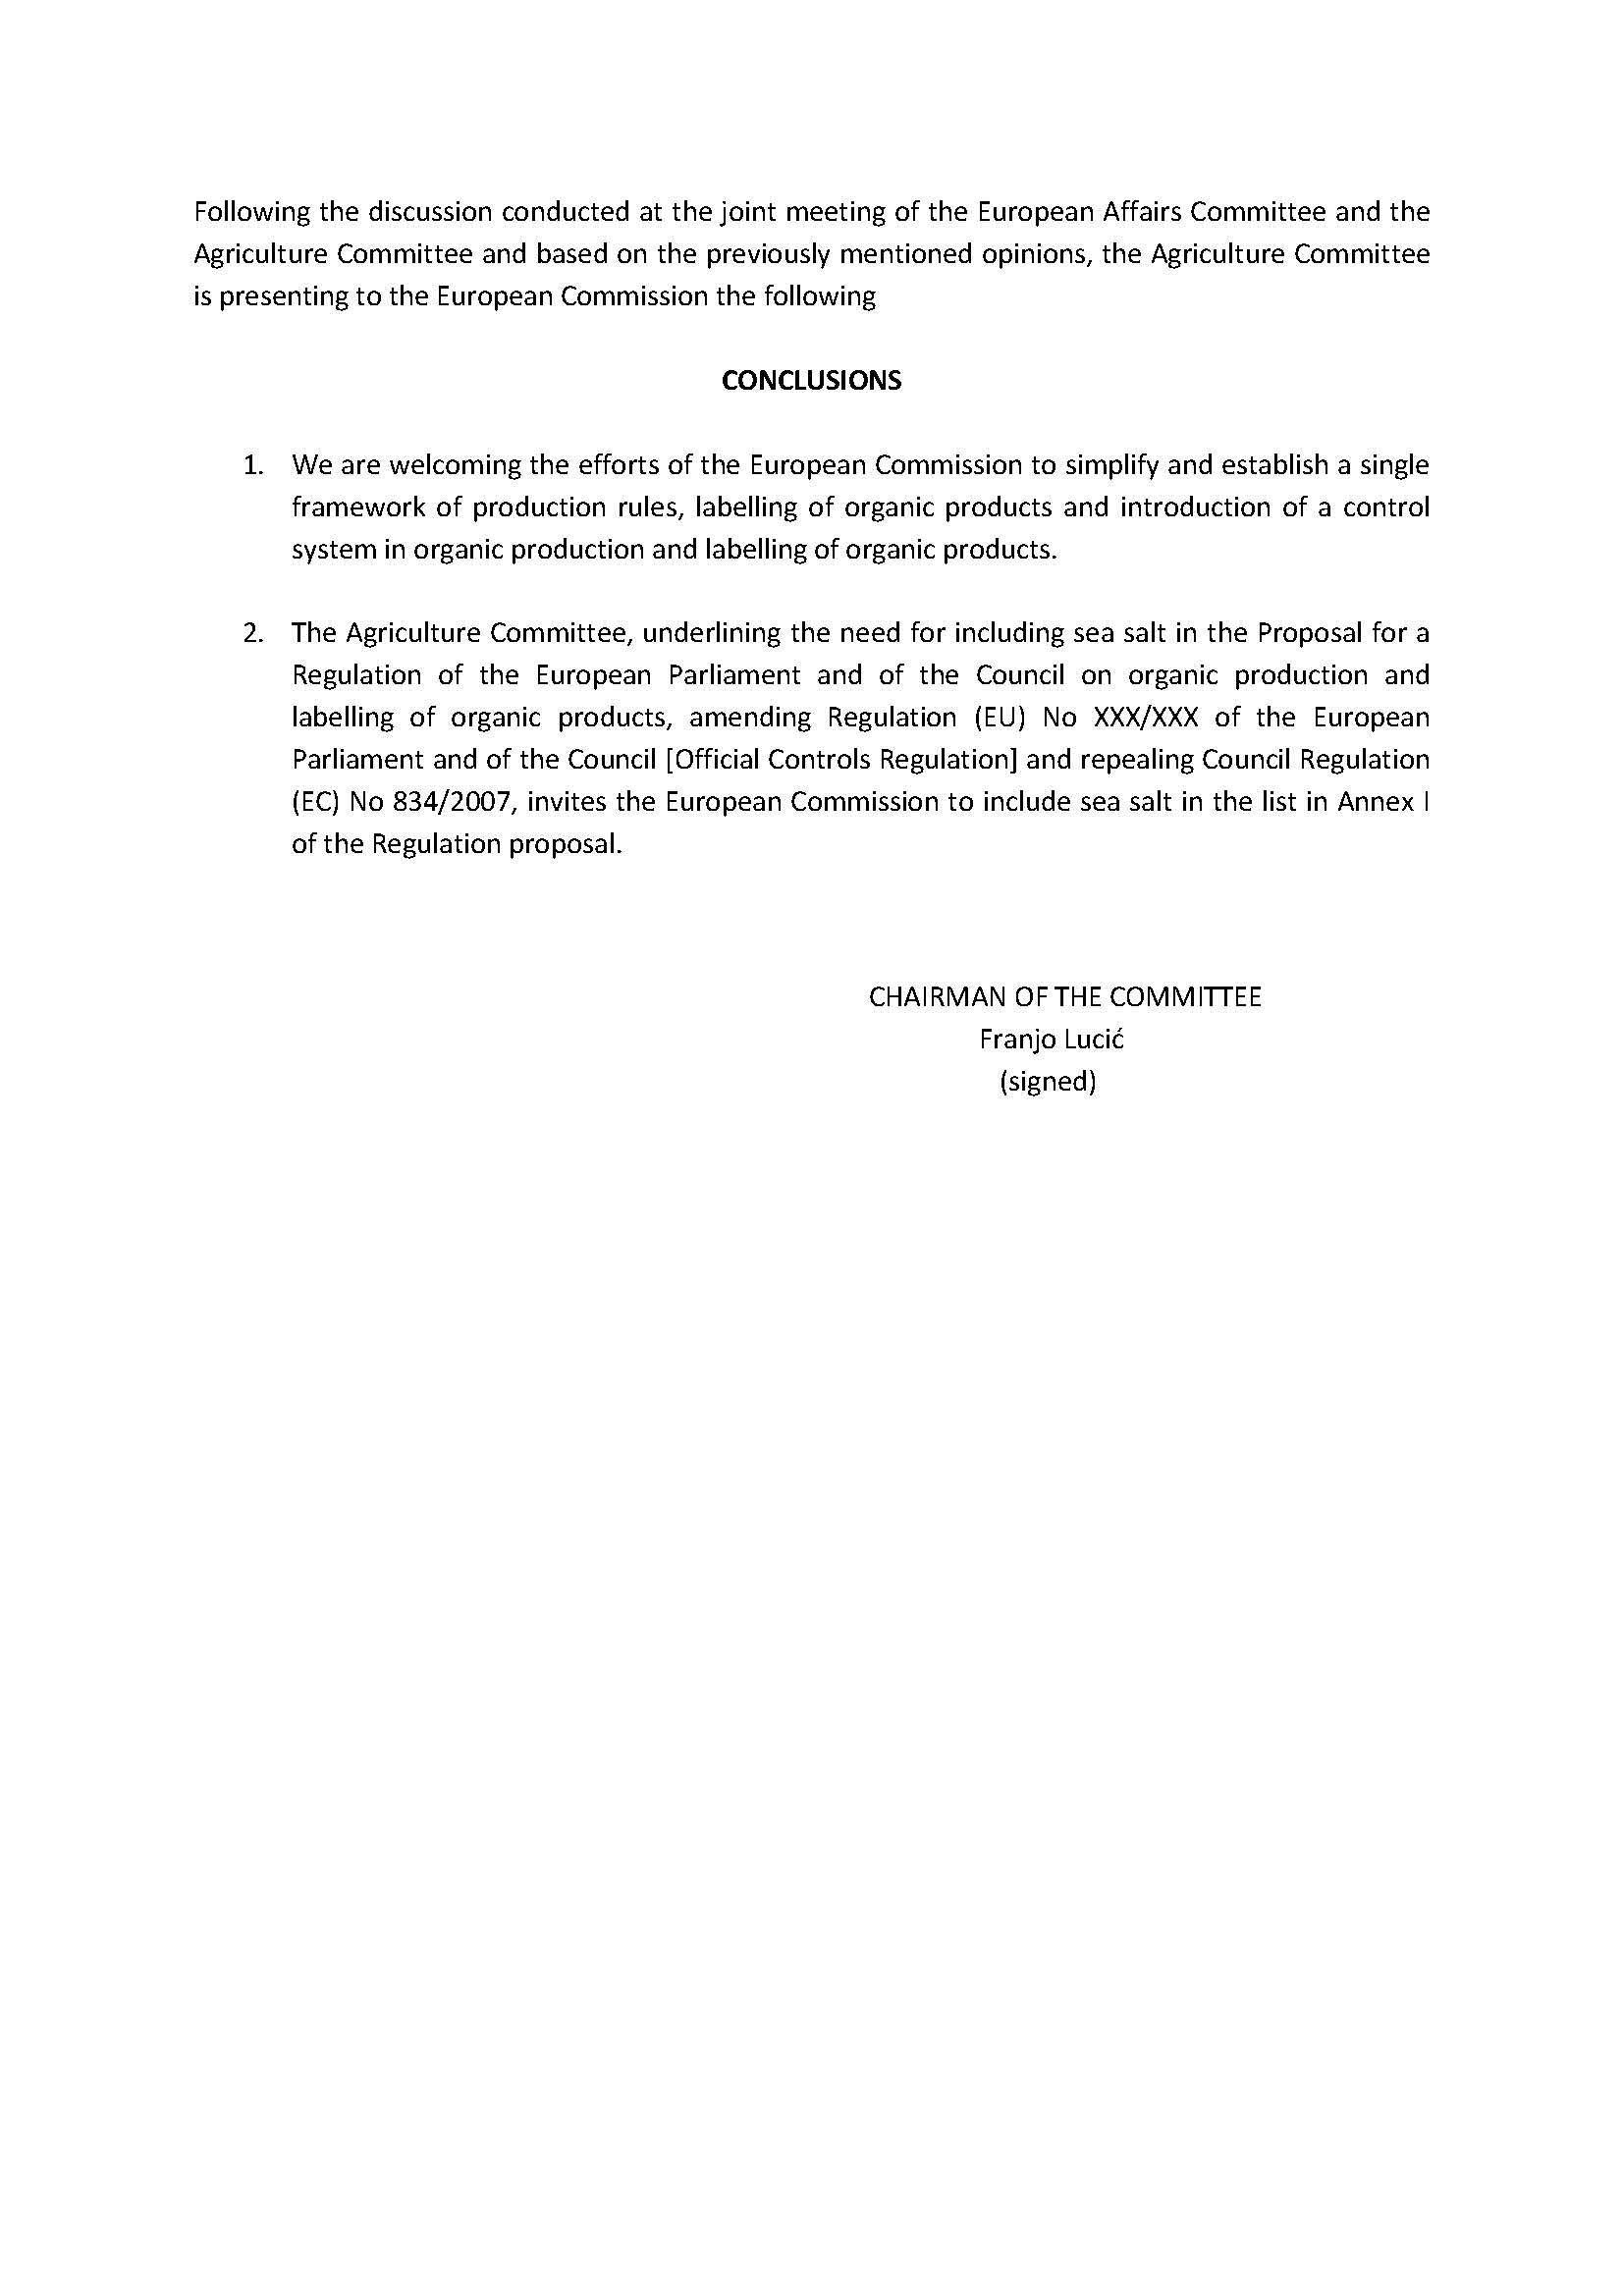 Following the discussion conducted at the joint meeting of the European Affairs Committee and the
Agriculture Committee and based on the previously mentioned opinions, the Agriculture Committee
is presenting to the European Commission the following
CONCLUSIONS
1. We are welcoming the efforts of the European Commission to simplify and establish a single
framework of production rules, labelling of organic products and introduction of a control
system in organic production and labelling of organic products.
2. The Agriculture Committee, underlining the need for including sea salt in the Proposal for a
Regulation of the European Parliament and of the Council on organic production and
labelling of organic products, amending Regulation (EU) No XXX/XXX of the European
Parliament and of the Council [Official Controls Regulation] and repealing Council Regulation
(EC) No 834/2007, invites the European Commission to include sea salt in the list in Annex I
of the Regulation proposal.
CHAIRMAN OF THE COMMITTEE
Franjo Lucić
(signed)